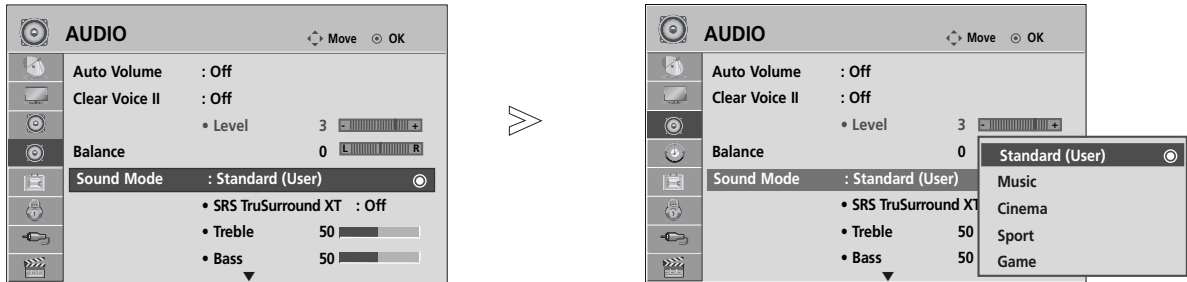 AUDIO
Move OK
Auto Volume : Off
Clear Voice II : Off
• Level 3 - +
Balance 0 L R
Sound Mode : Standard (User)
• SRS TruSurround XT : Off
• Treble 50
• Bass 50
AUDIO
Move OK
Auto Volume : Off
Clear Voice II : Off
• Level 3 - +
Balance 0
Sound Mode : Standard (User)
• SRS TruSurround XT
• Treble 50
• Bass 50
Standard (User)
Music
Cinema
Sport
Game